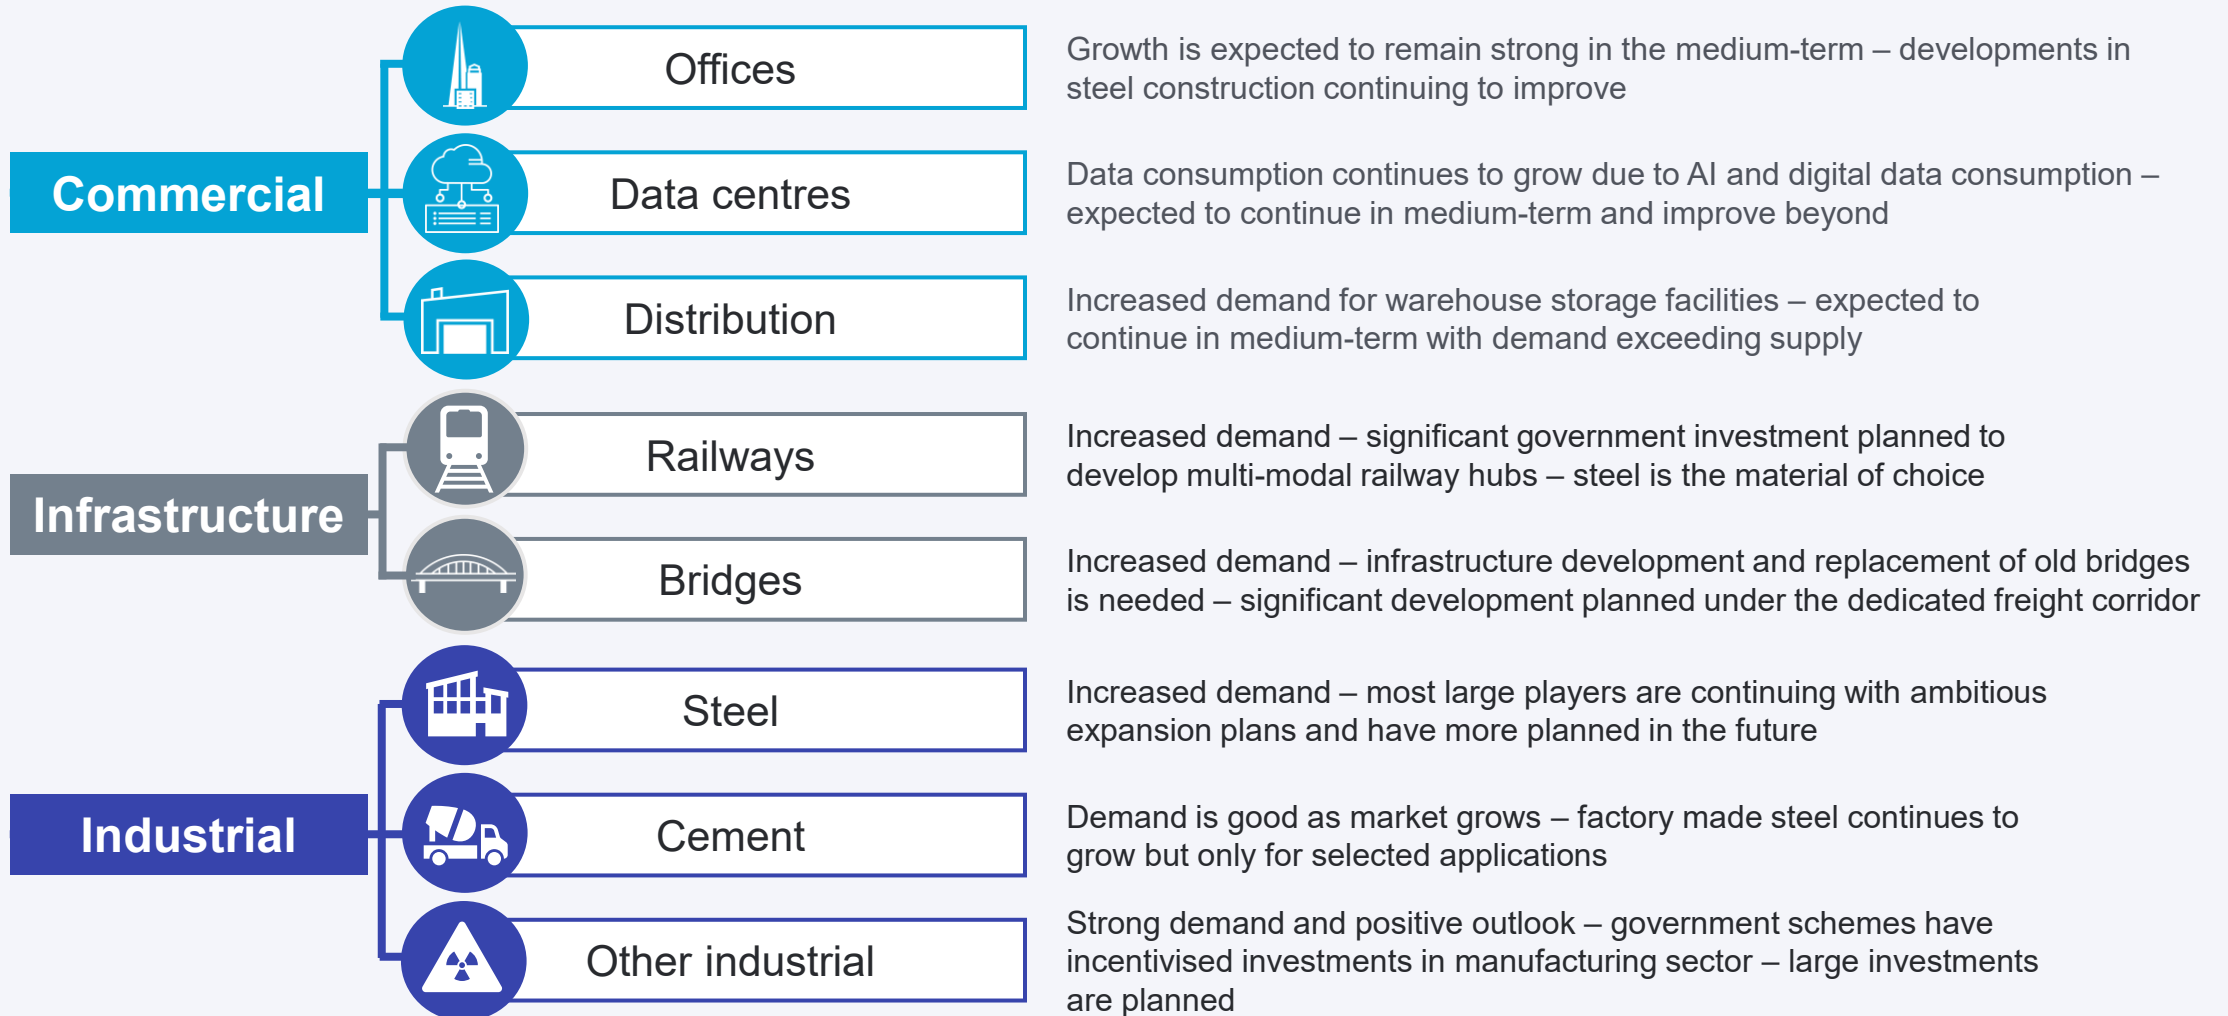 Commercial
Offices
Growth is expected to remain strong in the medium-term – developments in
steel construction continuing to improve
Data centres
Data consumption continues to grow due to AI and digital data consumption –
expected to continue in medium-term and improve beyond
Distribution
Increased demand for warehouse storage facilities – expected to
continue in medium-term with demand exceeding supply
Infrastructure
Railways
Increased demand – significant government investment planned to
develop multi-modal railway hubs – steel is the material of choice
Bridges
Increased demand – infrastructure development and replacement of old bridges
is needed – significant development planned under the dedicated freight corridor
Industrial
Steel
Increased demand – most large players are continuing with ambitious
expansion plans and have more planned in the future
Cement
Demand is good as market grows – factory made steel continues to
grow but only for selected applications
Other industrial
Strong demand and positive outlook – government schemes have
incentivised investments in manufacturing sector – large investments
are planned